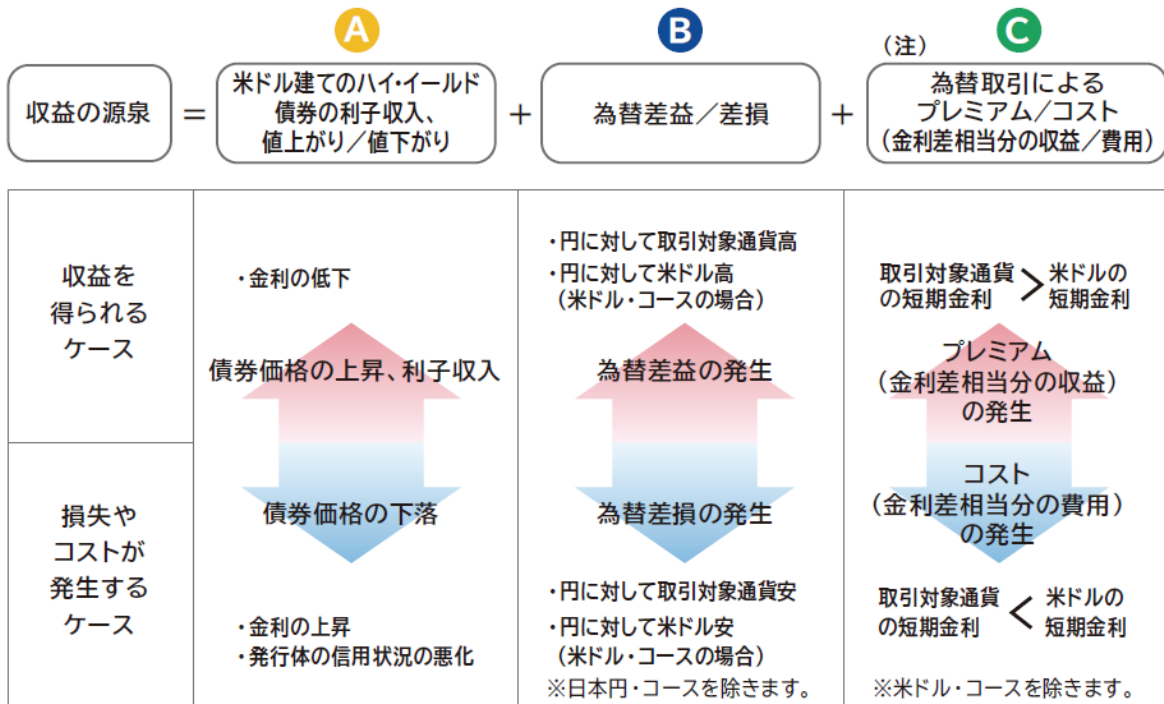 A
B
C
(注)
収益の源泉
=
米ドル建てのハイ・イールド
債券の利子収入、
値上がり/値下がり
+
為替差益/差損
+
為替取引による
プレミアム/コスト
(金利差相当分の収益/費用)
収益を
得られる
ケース
・金利の低下
債券価格の上昇、利子収入
・円に対して取引対象通貨高
・円に対して米ドル高
(米ドル・コースの場合)
為替差益の発生
取引対象通貨
の短期金利
>
米ドルの
短期金利
プレミアム
(金利差相当分の収益)
の発生
損失や
コストが
発生する
ケース
債券価格の下落
・金利の上昇
・発行体の信用状況の悪化
為替差損の発生
・円に対して取引対象通貨安
・円に対して米ドル安
(米ドル・コースの場合)
※日本円・コースを除きます。
コスト
(金利差相当分の費用)
の発生
取引対象通貨
の短期金利
<
米ドルの
短期金利
※米ドル・コースを除きます。